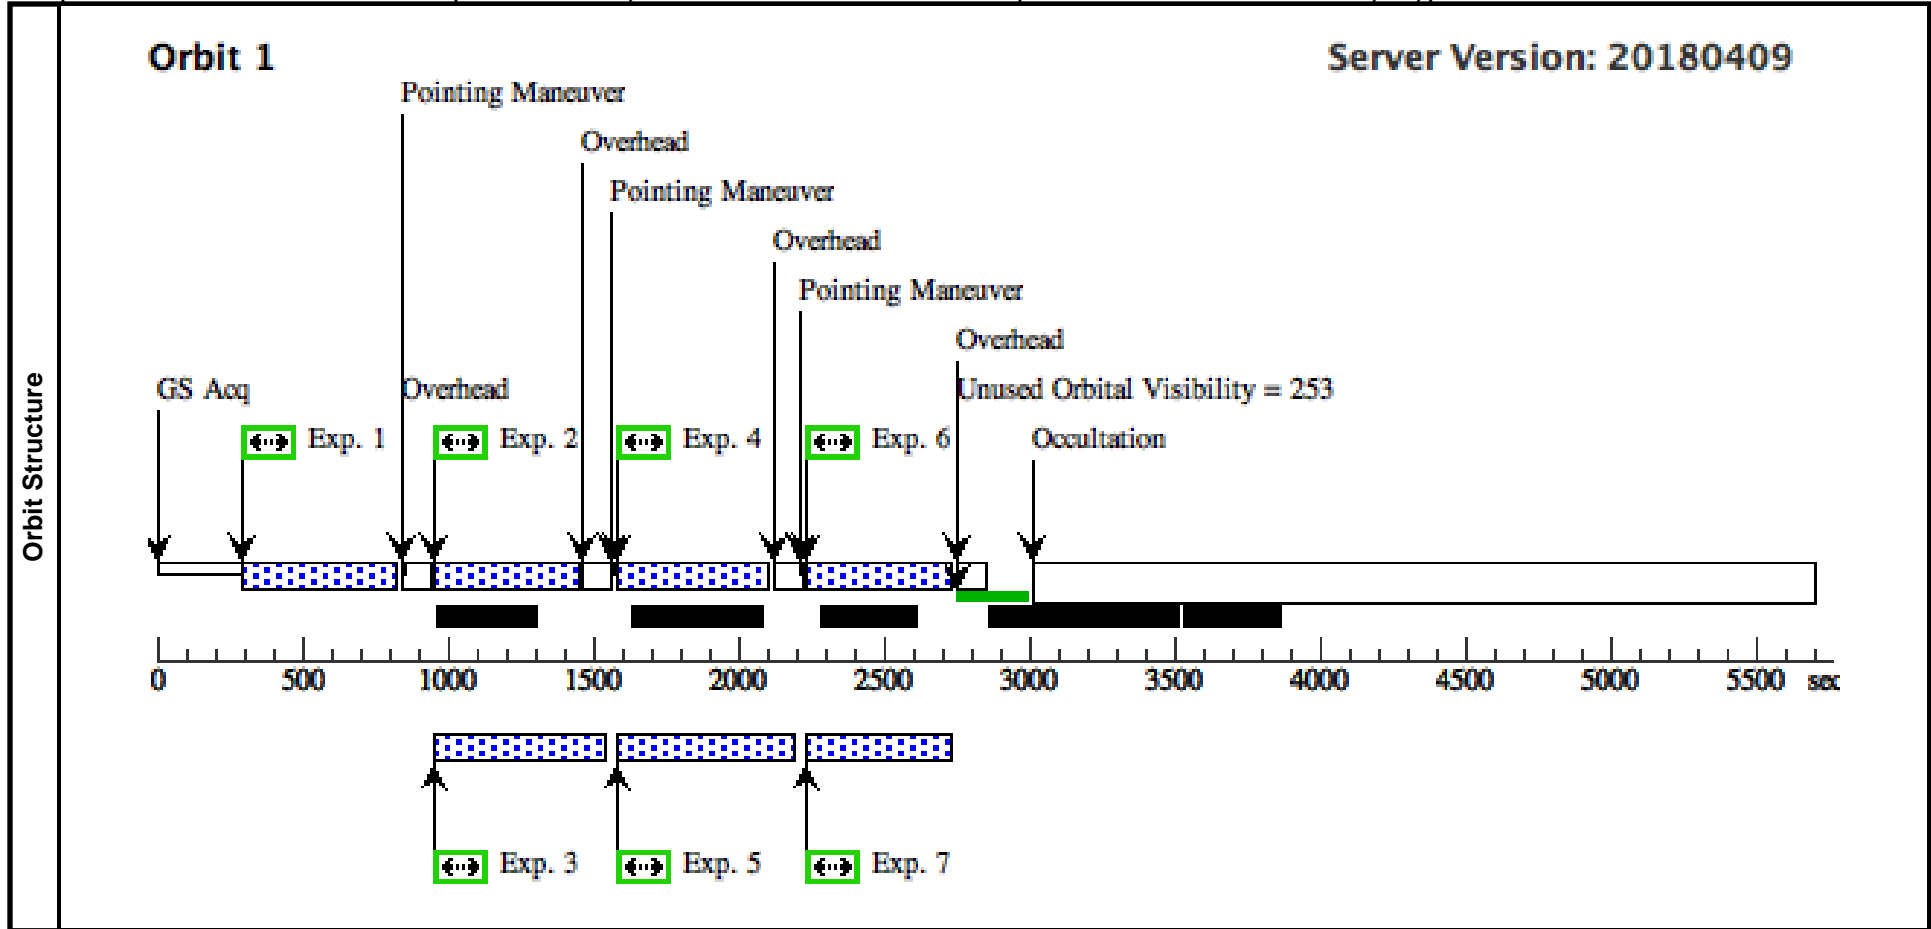 Orbit Structure
Orbit 1
Server Version: 20180409
Pointing Maneuver
Overhead
Pointing Maneuver
Overhead
Pointing Maneuver
Overhead
GS Acq
Overhead
Unused Orbital Visibility = 253
Exp. 1
Exp. 2
Exp. 4
Exp. 6
Occultation
0 500 1000 1500 2000 2500 3000 3500 4000 4500 5000 5500 sec
Exp. 3
Exp. 5
Exp. 7